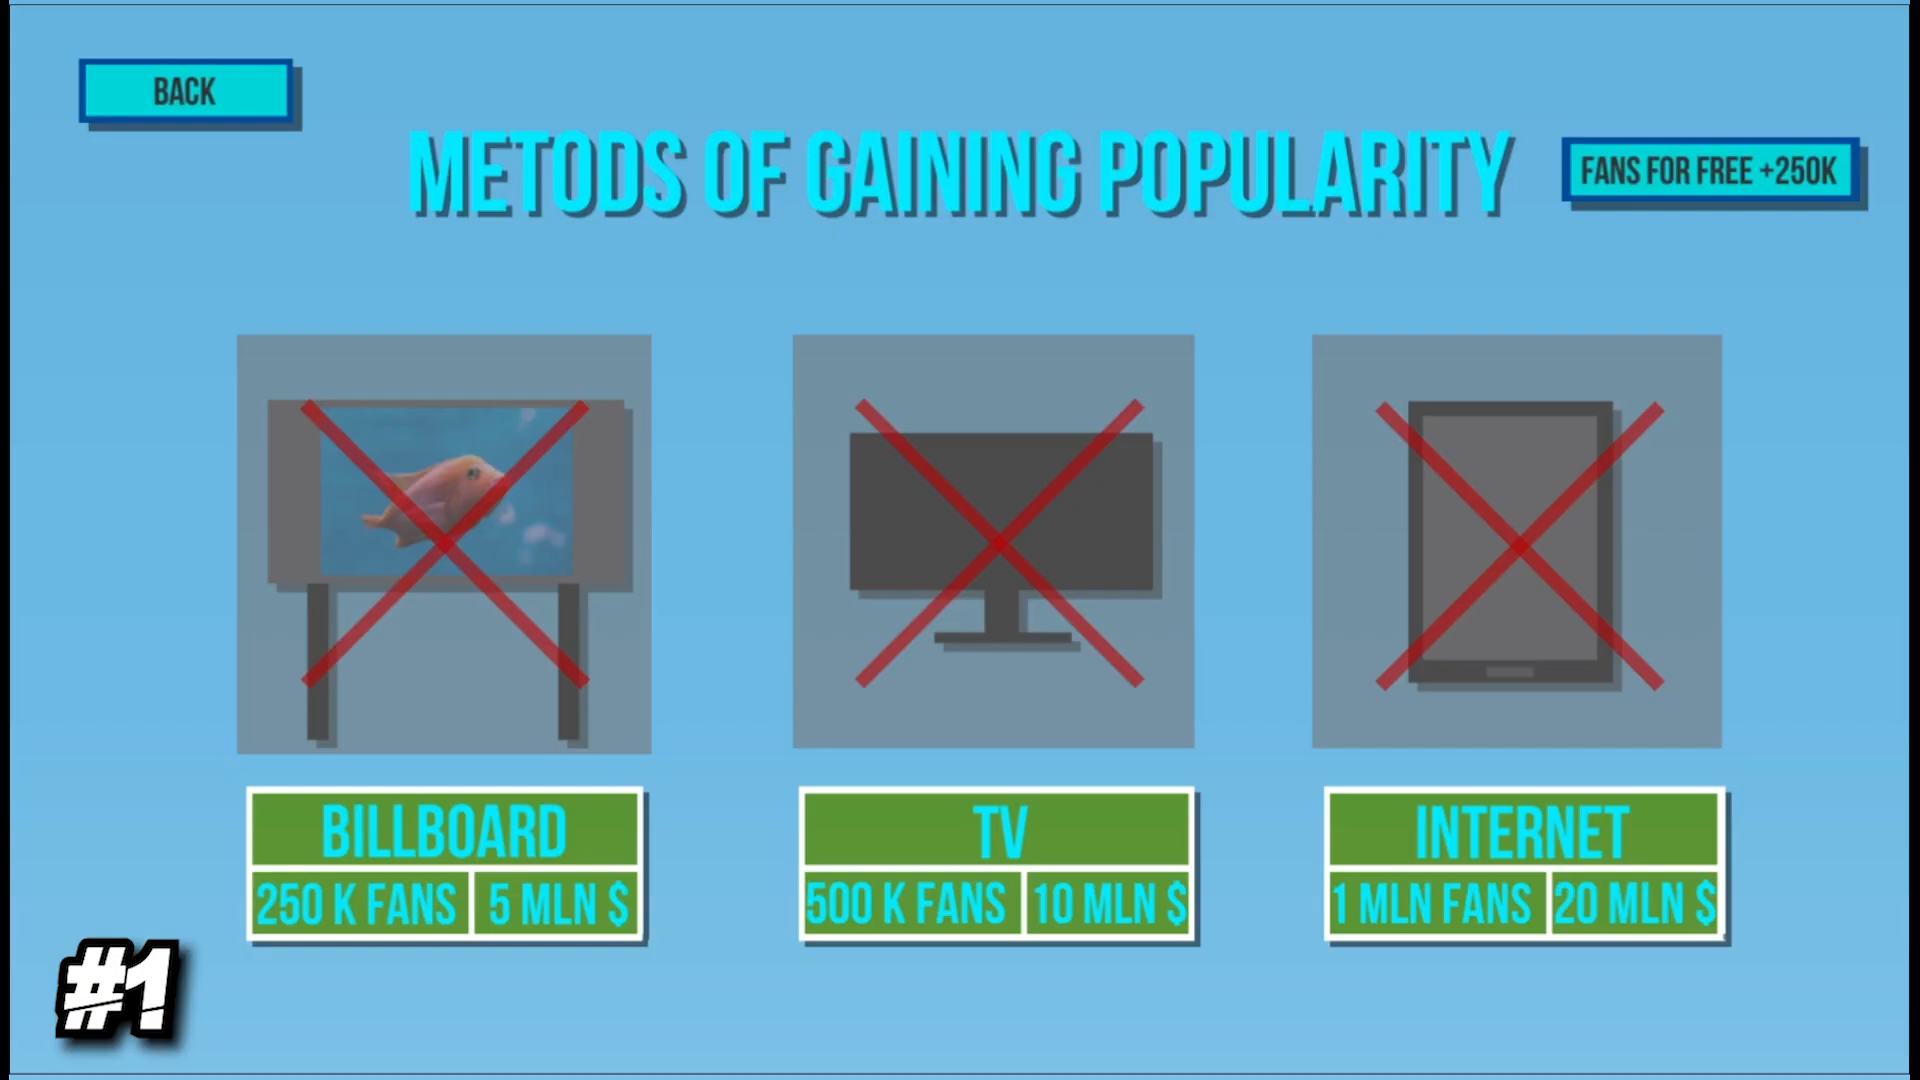 BACK
METODS OF GAINING POPULARITY
FANS FOR FREE +250K
BILLBOARD
250 K FANS
5 MLN $
TV
500 K FANS
10 MLN $
INTERNET
1 MLN FANS
20 MLN $
#1